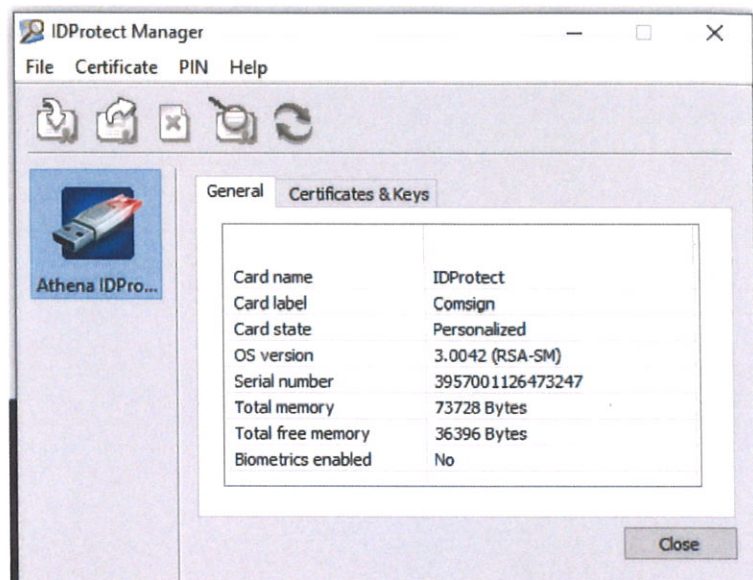 IDProtect Manager
File Certificate PIN Help
Athena IDPro...
General Certificates & Keys
Card name IDProtect
Card label Comsign
Card state Personalized
OS version 3.0042 (RSA-SM)
Serial number 3957001126473247
Total memory 73728 Bytes
Total free memory 36396 Bytes
Biometrics enabled No
Close